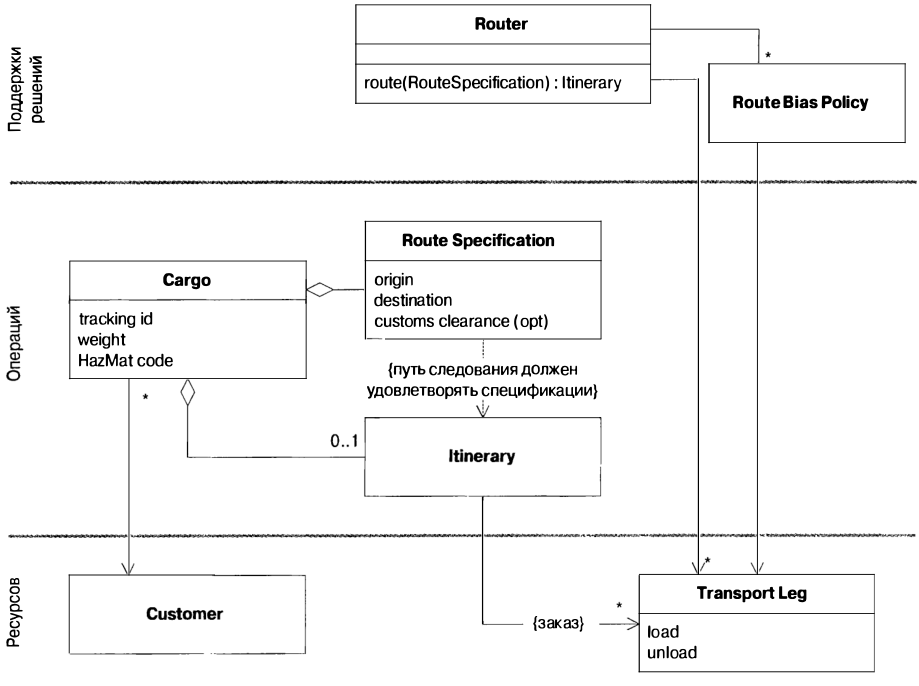 Поддержки
решений
Router
route(RouteSpecification) : Itinerary
*
Route Bias Policy
Операций
Route Specification
origin
destination
customs clearance (opt)
Cargo
tracking id
weight
HazMat code
{путь следования должен
удовлетворять спецификации}
*
0..1
Itinerary
Ресурсов
Customer
*
{заказ}
*
Transport Leg
load
unload